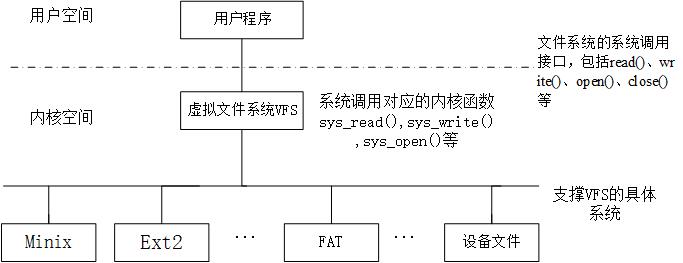 用户空间
用户程序
文件系统的系统调用
接口，包括read()、wr
ite()、open()、close()
等
内核空间
虚拟文件系统VFS
系统调用对应的内核函数
sys_read(),sys_write()
,sys_open()等
支撑VFS的具体
系统
Minix
Ext2
...
FAT
...
设备文件